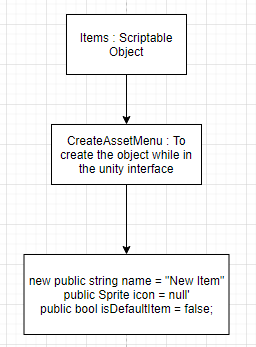 Items : Scriptable
Object
CreateAssetMenu : To
create the object while in
the unity interface
new public string name = "New Item"
public Sprite icon = null'
public bool isDefaultItem = false;